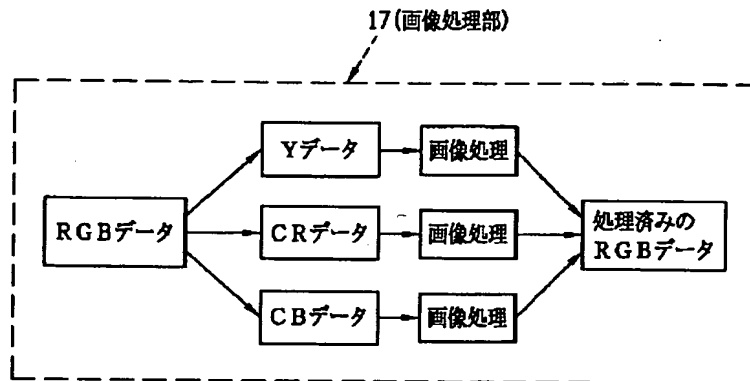 17(画像処理部)
Yデータ
画像処理
RGBデータ
CRデータ
画像処理
処理済みの
RGBデータ
CBデータ
画像処理